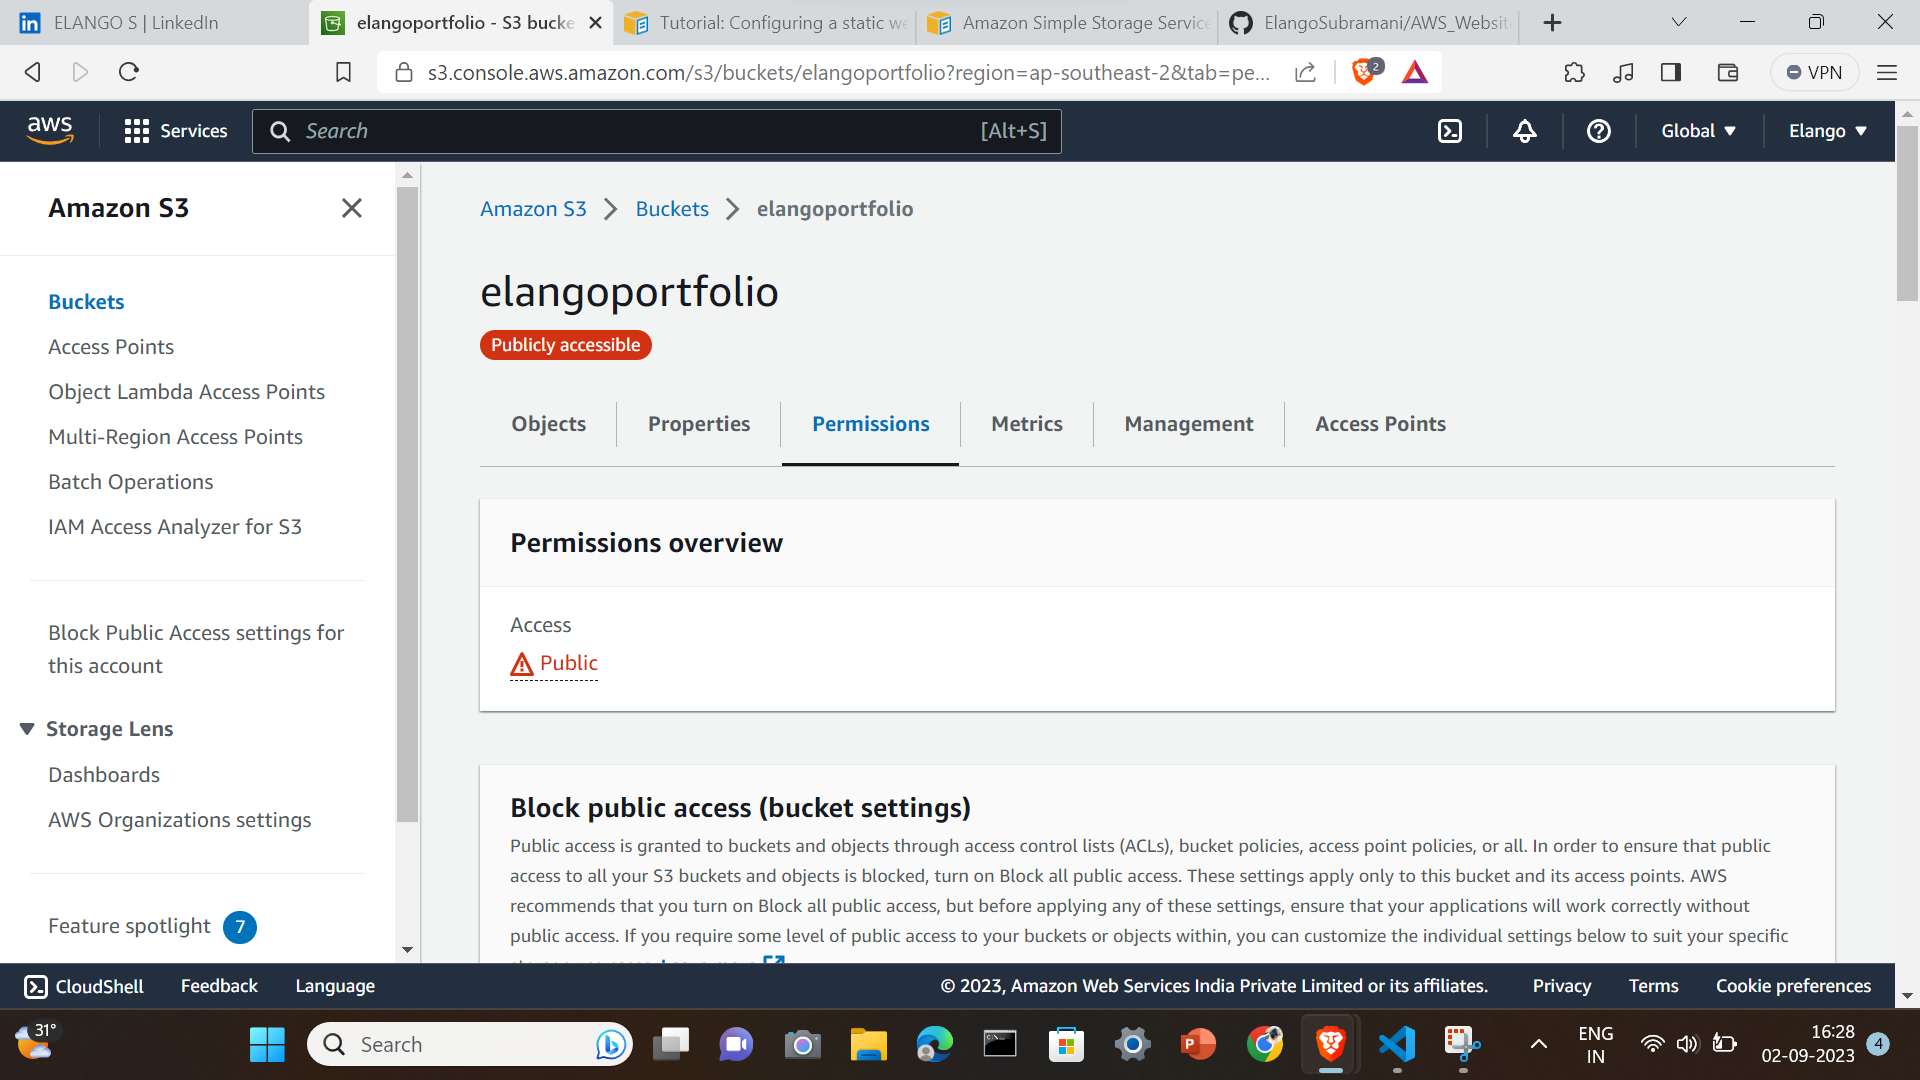 ELANGO S | LinkedIn
elangoportfolio - S3 bucke
Tutorial: Configuring a static we
Amazon Simple Storage Service
ElangoSubramani/AWS_Websit
s3.console.aws.amazon.com/s3/buckets/elangoportfolio?region=ap-southeast-2&tab=pe...
2
VPN
aws
Services
Search
[Alt+S]
Global
Elango
Amazon S3
Buckets
Access Points
Object Lambda Access Points
Multi-Region Access Points
Batch Operations
IAM Access Analyzer for S3
Block Public Access settings for
this account
Storage Lens
Dashboards
AWS Organizations settings
Feature spotlight 7
Amazon S3 > Buckets > elangoportfolio
elangoportfolio
Publicly accessible
Objects
Properties
Permissions
Metrics
Management
Access Points
Permissions overview
Access
Public
Block public access (bucket settings)
Public access is granted to buckets and objects through access control lists (ACLs), bucket policies, access point policies, or all. In order to ensure that public
access to all your S3 buckets and objects is blocked, turn on Block all public access. These settings apply only to this bucket and its access points. AWS
recommends that you turn on Block all public access, but before applying any of these settings, ensure that your applications will work correctly without
public access. If you require some level of public access to your buckets or objects within, you can customize the individual settings below to suit your specific
CloudShell
Feedback
Language
© 2023, Amazon Web Services India Private Limited or its affiliates.
Privacy
Terms
Cookie preferences
31°
Search
ENG
IN
16:28
02-09-2023
4